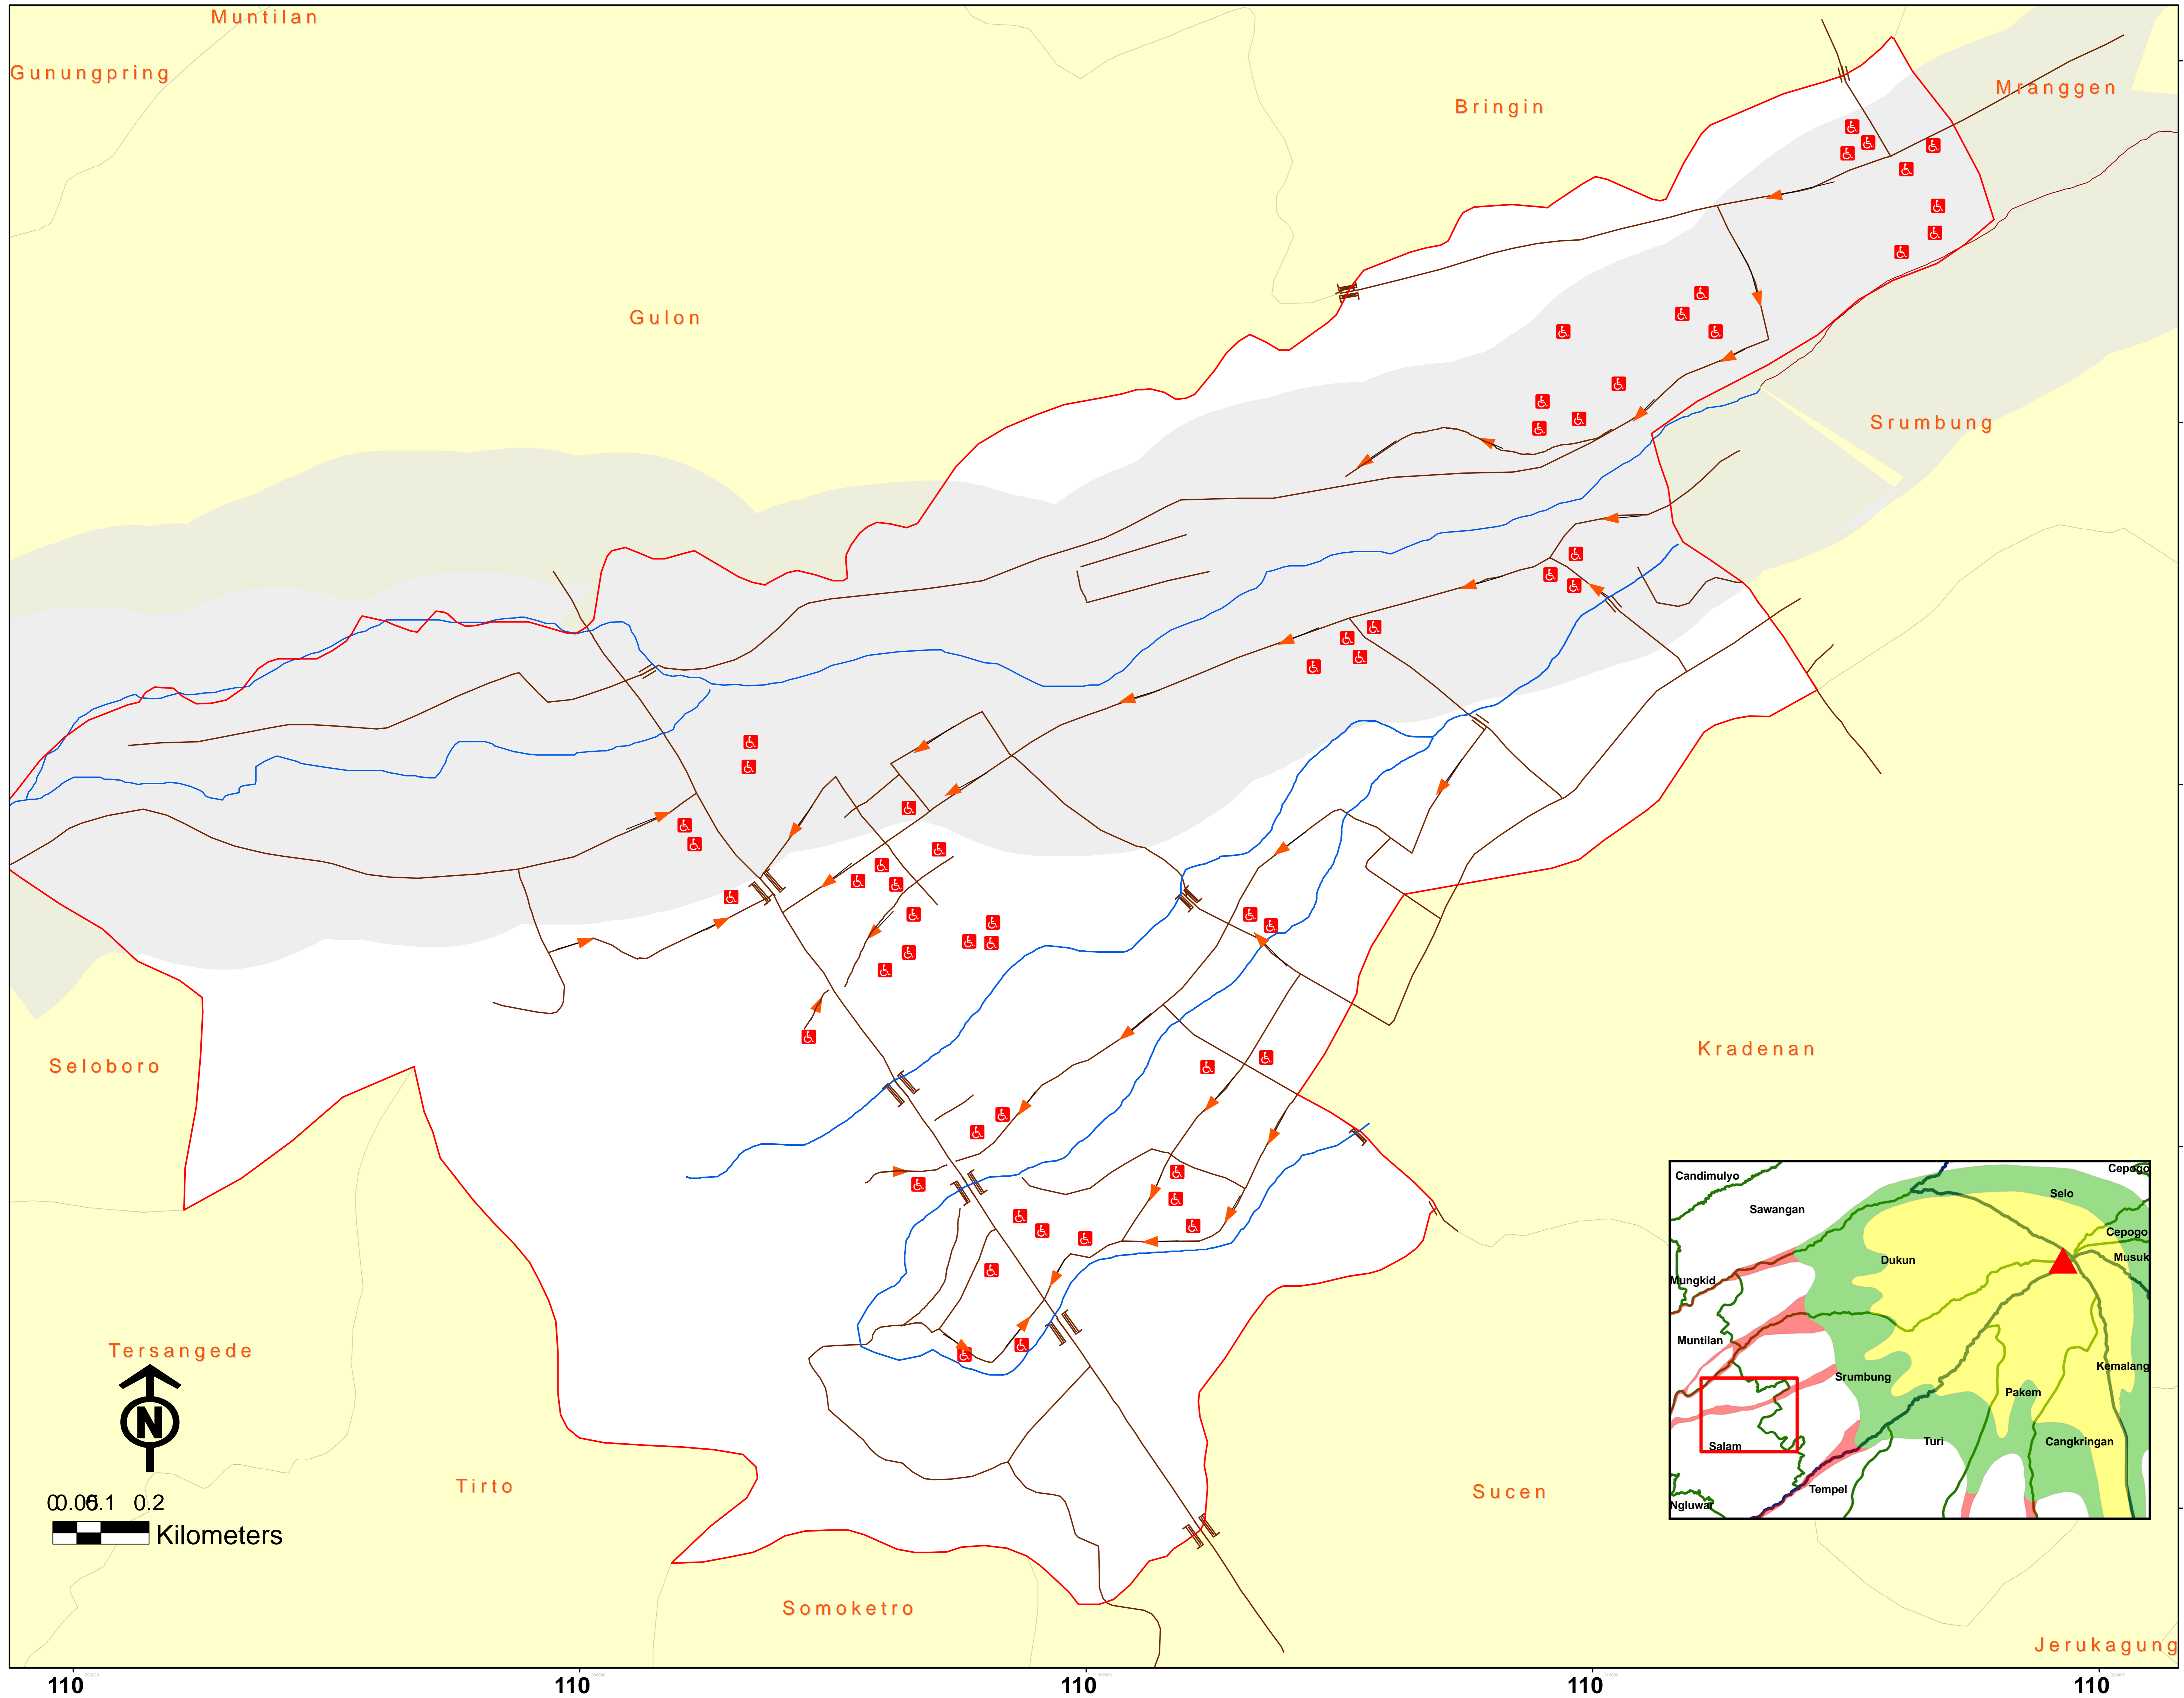 Muntilan
Gunungpring
Mranggen
Bringin
Gulon
Srumbung
Seloboro
Kradenan
Tersangede
N
Tirto
Sucen
0 0.05 0.1 0.2
Kilometers
Somoketro
Jerukagung
Candimulyo
Cepogo
Selo
Sawangan
Cepogo
Musuk
Dukun
Mungkid
Muntilan
Kemalang
Srumbung
Pakem
Salam
Turi
Cangkringan
Tempel
Ngluwar
110 110 110 110 110